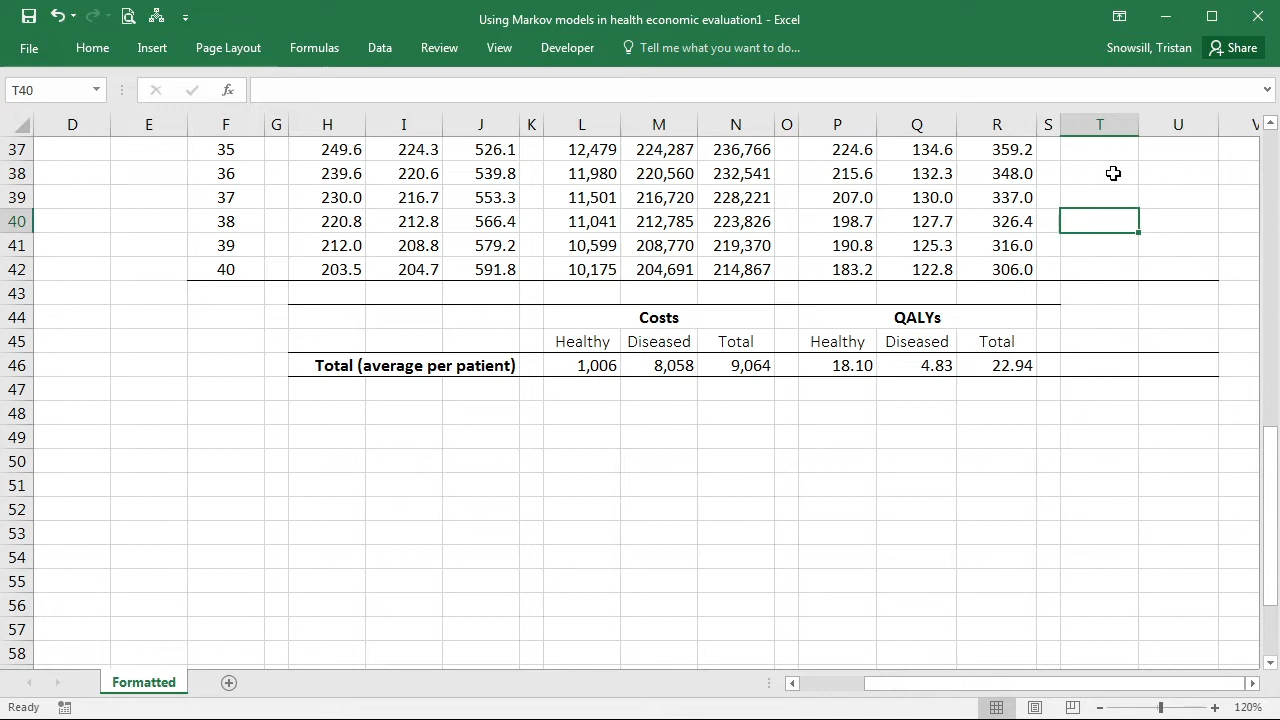 Using Markov models in health economic evaluation1 - Excel
File Home Insert Page Layout Formulas Data Review View Developer Tell me what you want to do... Snowsill, Tristan Share
T40 fx
D E F G H I J K L M N O P Q R S T U V
37 35 249.6 224.3 526.1 12,479 224,287 236,766 224.6 134.6 359.2
38 36 239.6 220.6 539.8 11,980 220,560 232,541 215.6 132.3 348.0
39 37 230.0 216.7 553.3 11,501 216,720 228,221 207.0 130.0 337.0
40 38 220.8 212.8 566.4 11,041 212,785 223,826 198.7 127.7 326.4
41 39 212.0 208.8 579.2 10,599 208,770 219,370 190.8 125.3 316.0
42 40 203.5 204.7 591.8 10,175 204,691 214,867 183.2 122.8 306.0
43
44 Costs QALYs
45 Healthy Diseased Total Healthy Diseased Total
46 Total (average per patient) 1,006 8,058 9,064 18.10 4.83 22.94
47
48
49
50
51
52
53
54
55
56
57
58
Formatted
Ready 120%